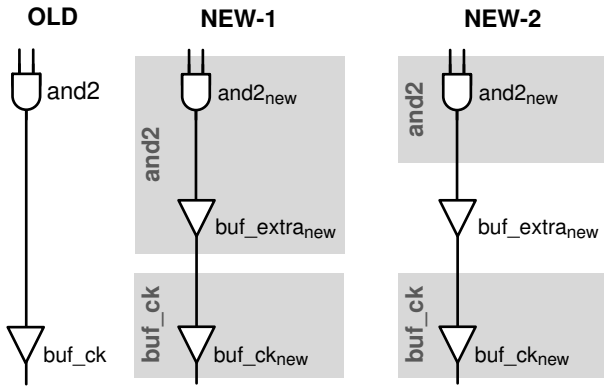 OLD NEW-1 NEW-2
and2 and2new and2 and2new
and2
buf_extranew buf_extranew
buf_ck buf_ck
buf_ck buf_cknew buf_cknew